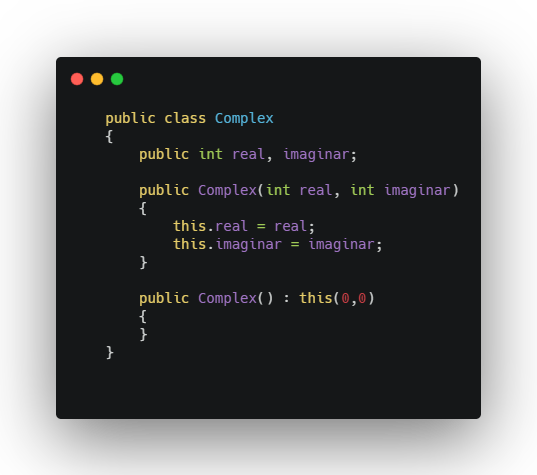 public class Complex
{
public int real, imaginar;
public Complex(int real, int imaginar)
{
this.real = real;
this.imaginar = imaginar;
}
public Complex() : this(0,0)
{
}
}